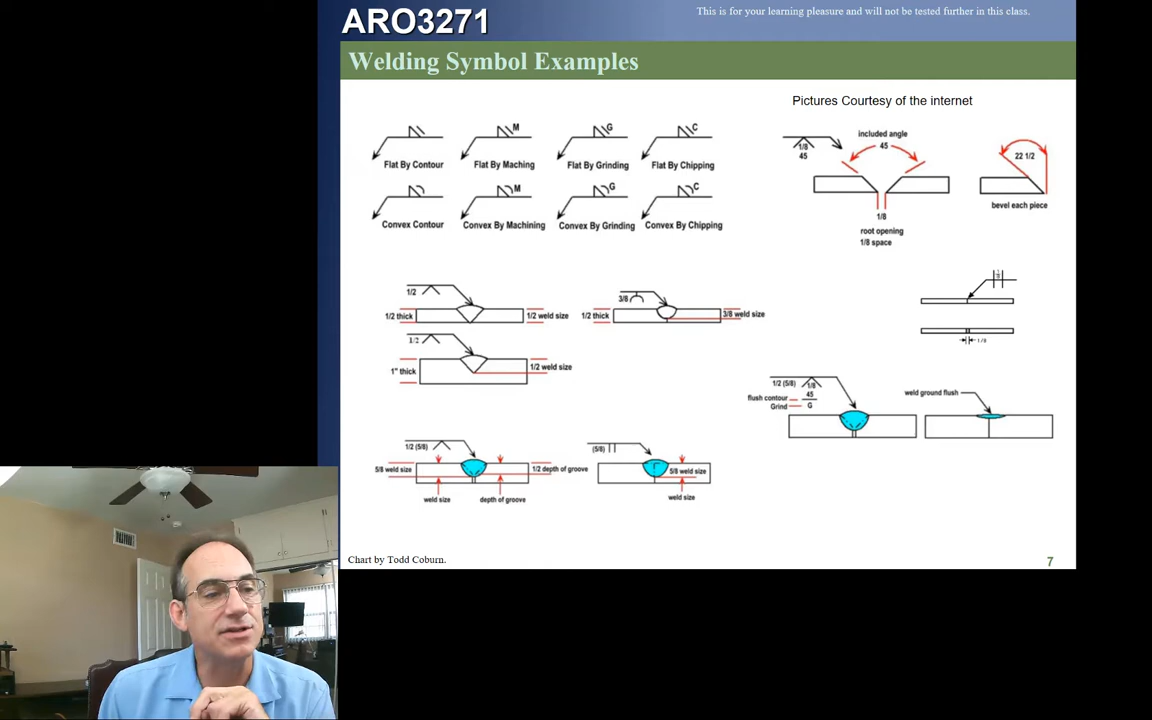 ARO3271
This is for your learning pleasure and will not be tested further in this class.
Welding Symbol Examples
Pictures Courtesy of the internet
M
G
C
Flat By Contour
Flat By Maching
Flat By Grinding
Flat By Chipping
M
G
C
Convex Contour
Convex By Machining
Convex By Grinding
Convex By Chipping
1/8
45
included angle
45
1/8
root opening
1/8 space
22 1/2
bevel each piece
1/2
1/2 thick
1/2 weld size
3/8
1/2 thick
3/8 weld size
1/2
1" thick
1/2 weld size
1/8
1/2 (5/8)
1/8
45
G
flush contour
Grind
weld ground flush
1/2 (5/8)
5/8 weld size
1/2 depth of groove
weld size
depth of groove
(5/8)
5/8 weld size
weld size
Chart by Todd Coburn.
7